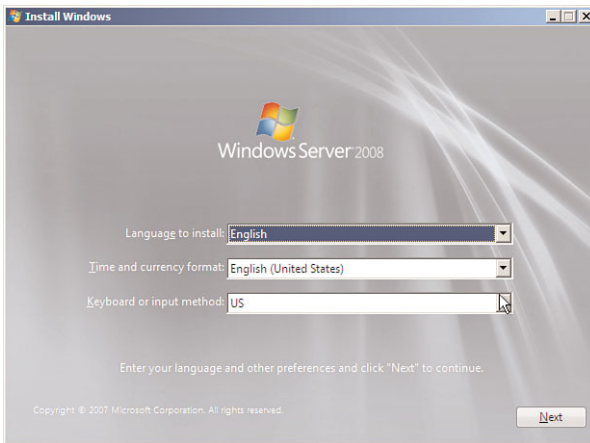 Install Windows
Windows Server 2008
Language to install: English
Time and currency format: English (United States)
Keyboard or input method: US
Enter your language and other preferences and click "Next" to continue.
Copyright © 2007 Microsoft Corporation. All rights reserved.
Next